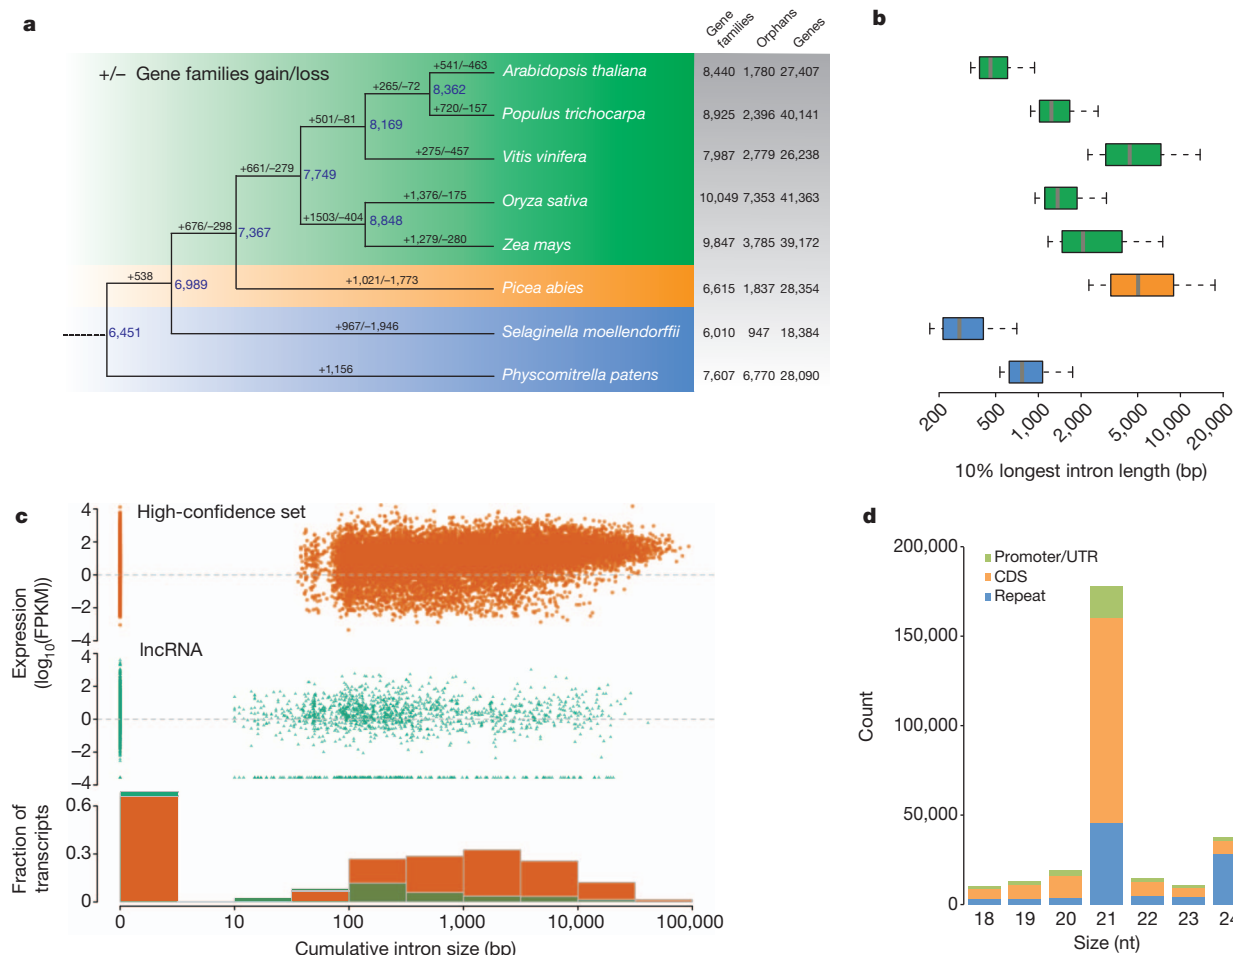 a
+/– Gene families gain/loss
Gene families
Orphans
Genes
+541/–463
Arabidopsis thaliana
8,440 1,780 27,407
+265/–72
8,362
+720/–157
Populus trichocarpa
8,925 2,396 40,141
+501/–81
8,169
+275/–457
Vitis vinifera
7,987 2,779 26,238
+661/–279
7,749
+1,376/–175
Oryza sativa
10,049 7,353 41,363
+1503/–404
8,848
+676/–298
7,367
+1,279/–280
Zea mays
9,847 3,785 39,172
+538
6,989
+1,021/–1,773
Picea abies
6,615 1,837 28,354
6,451
+967/–1,946
Selaginella moellendorffii
6,010 947 18,384
+1,156
Physcomitrella patens
7,607 6,770 28,090
b
200
500
1,000
2,000
5,000
10,000
20,000
10% longest intron length (bp)
c
High-confidence set
4
2
0
–2
–4
Expression
(log10(FPKM))
lncRNA
4
2
0
–2
–4
Fraction of
transcripts
0.6
0.3
0
0 10 100 1,000 10,000 100,000
Cumulative intron size (bp)
d
200,000
150,000
100,000
50,000
0
Count
Promoter/UTR
CDS
Repeat
18 19 20 21 22 23 24
Size (nt)